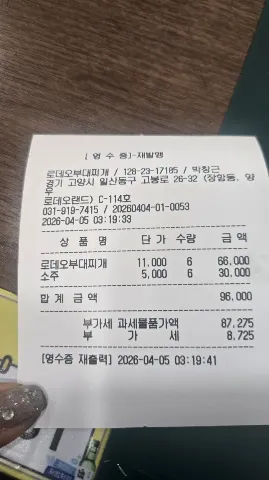 [ 영 수 증 ]-재발행
로데오부대찌개 / 128-23-17185 / 박창근
경기 고양시 일산동구 고봉로 26-32 (장항동, 양우
로데오랜드) C-114호
031-919-7415 / 20260404-01-0053
2026-04-05 03:19:33
상 품 명 단 가 수량 금 액
로데오부대찌개 11,000 6 66,000
소주 5,000 6 30,000
합 계 금 액 96,000
부가세 과세물품가액 87,275
부 가 세 8,725
[영수증 재출력] 2026-04-05 03:19:41